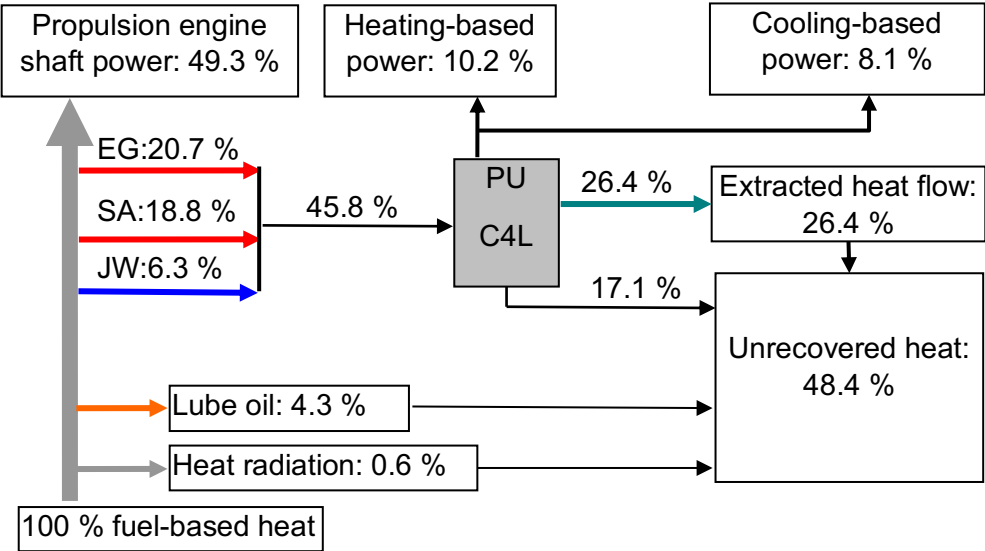 Propulsion engine
shaft power: 49.3 %
Heating-based
power: 10.2 %
Cooling-based
power: 8.1 %
EG:20.7 %
SA:18.8 %
JW:6.3 %
45.8 %
PU
C4L
26.4 %
Extracted heat flow:
26.4 %
17.1 %
Unrecovered heat:
48.4 %
Lube oil: 4.3 %
Heat radiation: 0.6 %
100 % fuel-based heat